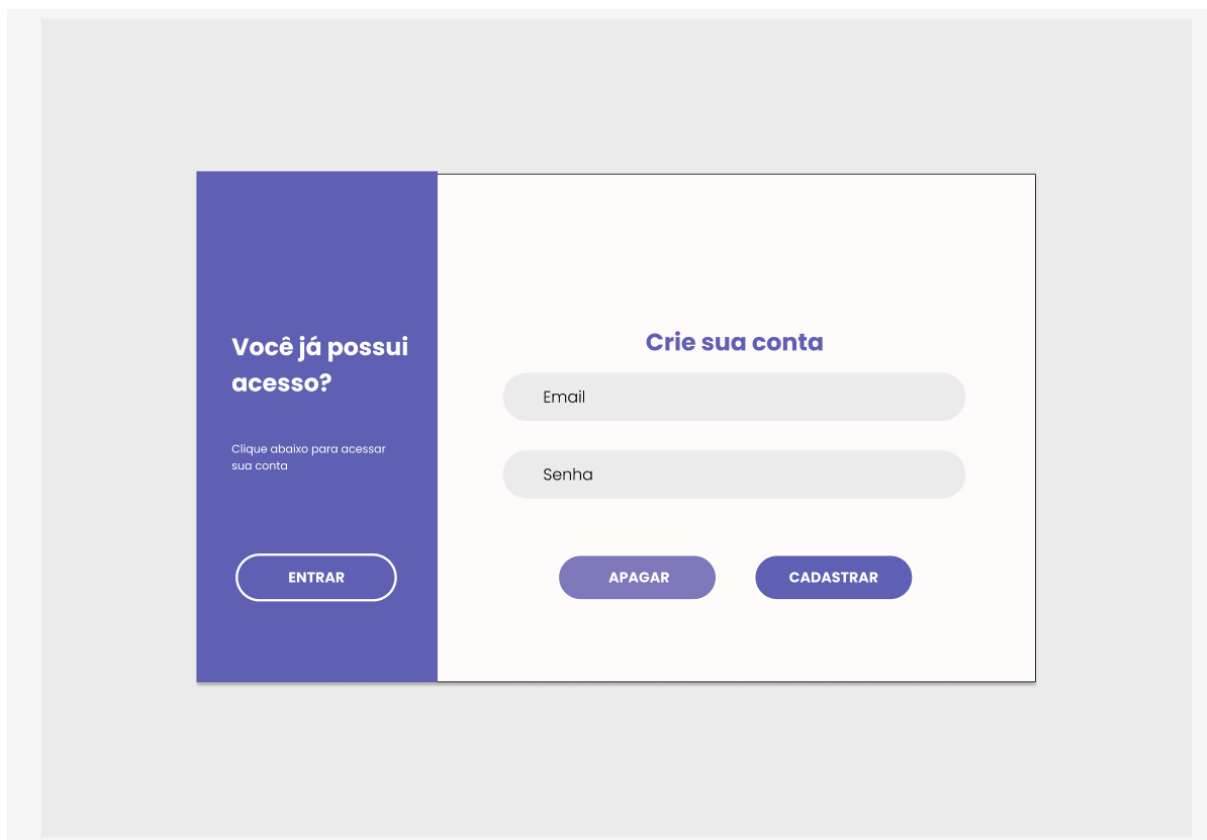 Você já possui
acesso?
Clique abaixo para acessar
sua conta
ENTRAR
Crie sua conta
Email
Senha
APAGAR
CADASTRAR